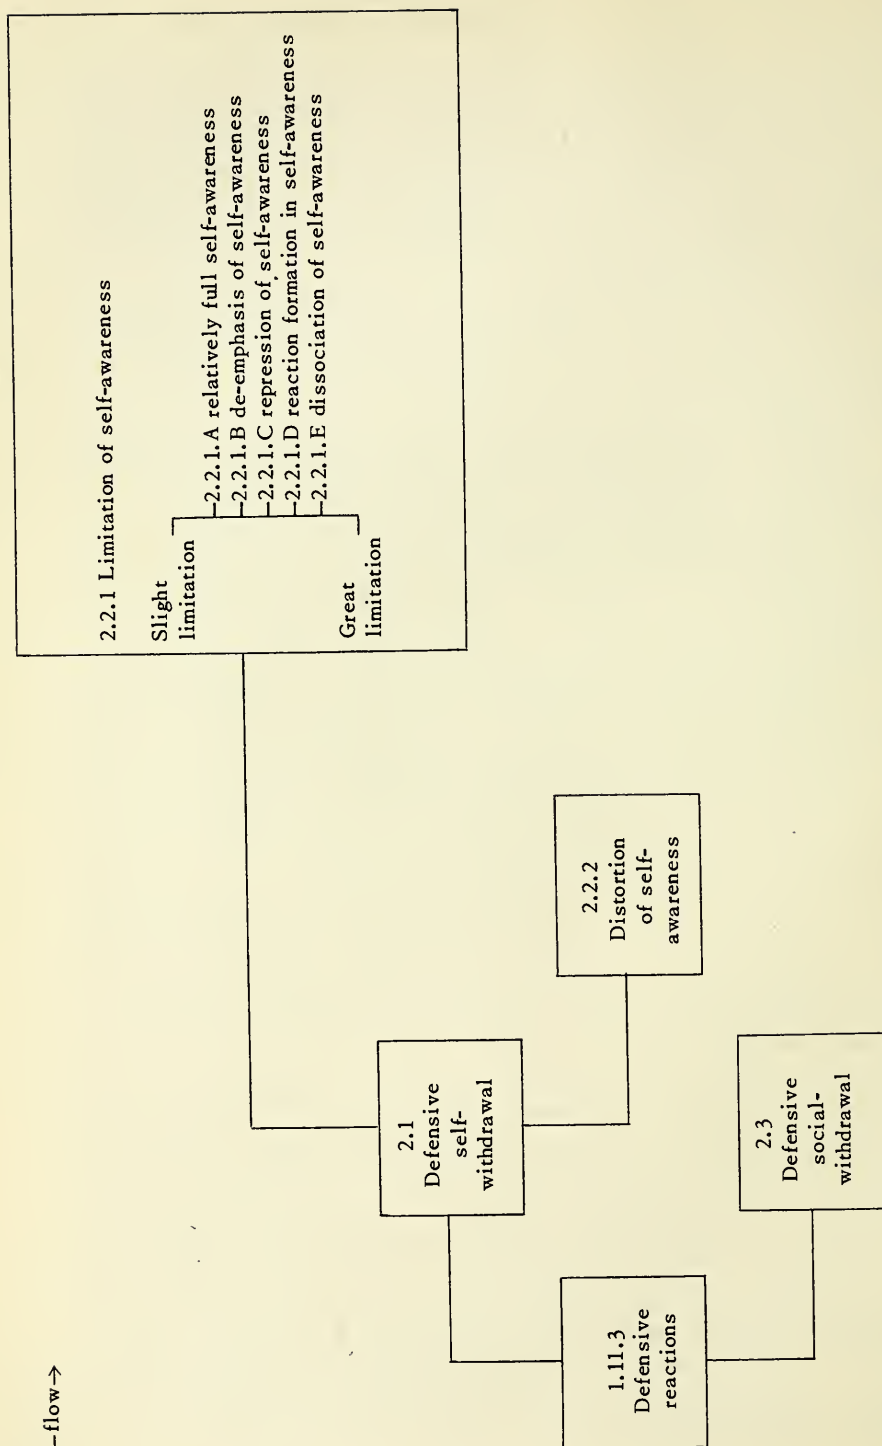 –flow→
1.11.3
Defensive
reactions
2.1
Defensive
self-
withdrawal
2.3
Defensive
social-
withdrawal
2.2.2
Distortion
of self-
awareness
2.2.1 Limitation of self-awareness
Slight
limitation
2.2.1.A relatively full self-awareness
2.2.1.B de-emphasis of self-awareness
2.2.1.C repression of self-awareness
2.2.1.D reaction formation in self-awareness
2.2.1.E dissociation of self-awareness
Great
limitation